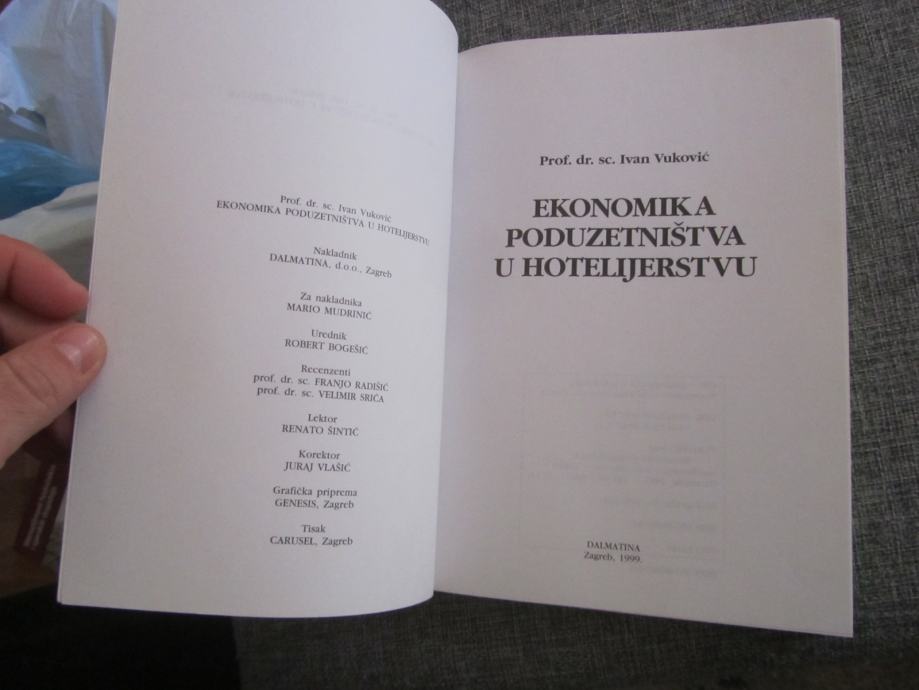 Prof. dr. sc. Ivan Vuković
EKONOMIKA PODUZETNIŠTVA U HOTELIJERSTVU
Nakladnik
DALMATINA, d.o.o., Zagreb
Za nakladnika
MARIO MUDRINIĆ
Urednik
ROBERT BOGEŠIĆ
Recenzenti
prof. dr. sc. FRANJO RADIŠIĆ
prof. dr. sc. VELIMIR SRIĆA
Lektor
RENATO ŠINTIĆ
Korektor
JURAJ VLAŠIĆ
Grafička priprema
GENESIS, Zagreb
Tisak
CARUSEL, Zagreb
Prof. dr. sc. Ivan Vuković
EKONOMIKA
PODUZETNIŠTVA
U HOTELIJERSTVU
DALMATINA
Zagreb, 1999.